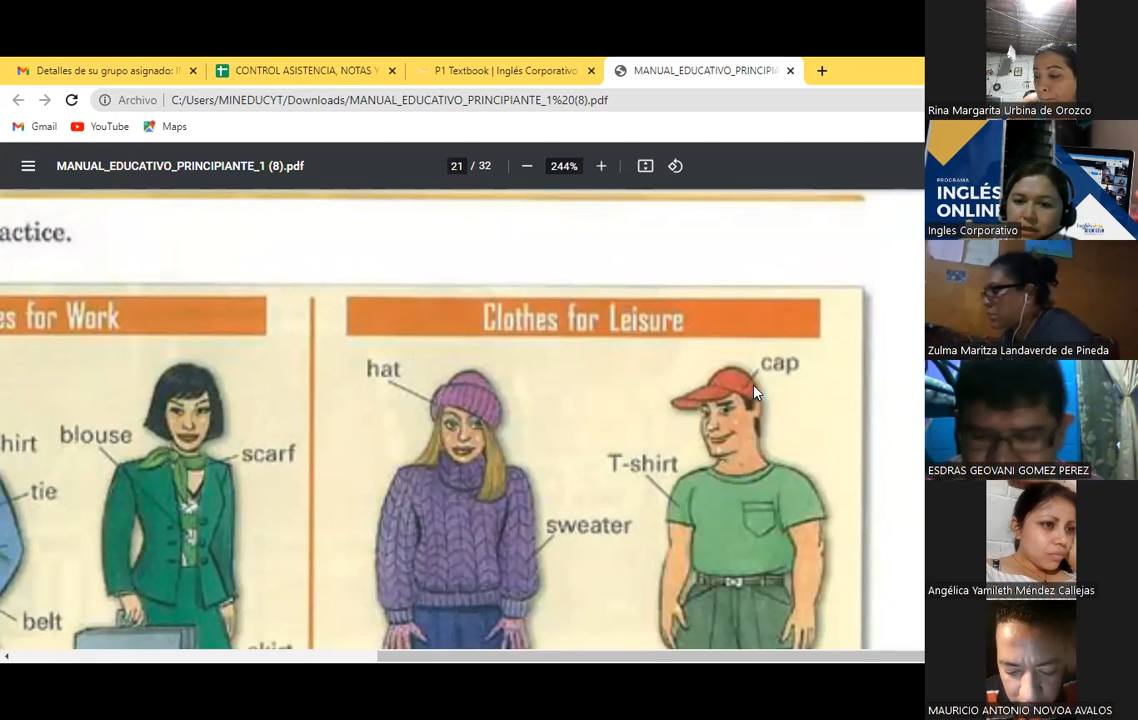 Detalles de su grupo asignado: II
CONTROL ASISTENCIA, NOTAS Y
P1 Textbook | Inglés Corporativo
MANUAL_EDUCATIVO_PRINCIPIA
Archivo
C:/Users/MINEDUCYT/Downloads/MANUAL_EDUCATIVO_PRINCIPIANTE_1%20(8).pdf
Gmail
YouTube
Maps
MANUAL_EDUCATIVO_PRINCIPIANTE_1 (8).pdf
21 / 32
244%
actice.
es for Work
Clothes for Leisure
hat
cap
hirt
blouse
scarf
T-shirt
tie
sweater
belt
skirt
Rina Margarita Urbina de Orozco
PROGRAMA
INGLÉS
ONLINE
Ingles Corporativo
Zulma Maritza Landaverde de Pineda
ESDRAS GEOVANI GOMEZ PEREZ
Angélica Yamileth Méndez Callejas
MAURICIO ANTONIO NOVOA AVALOS